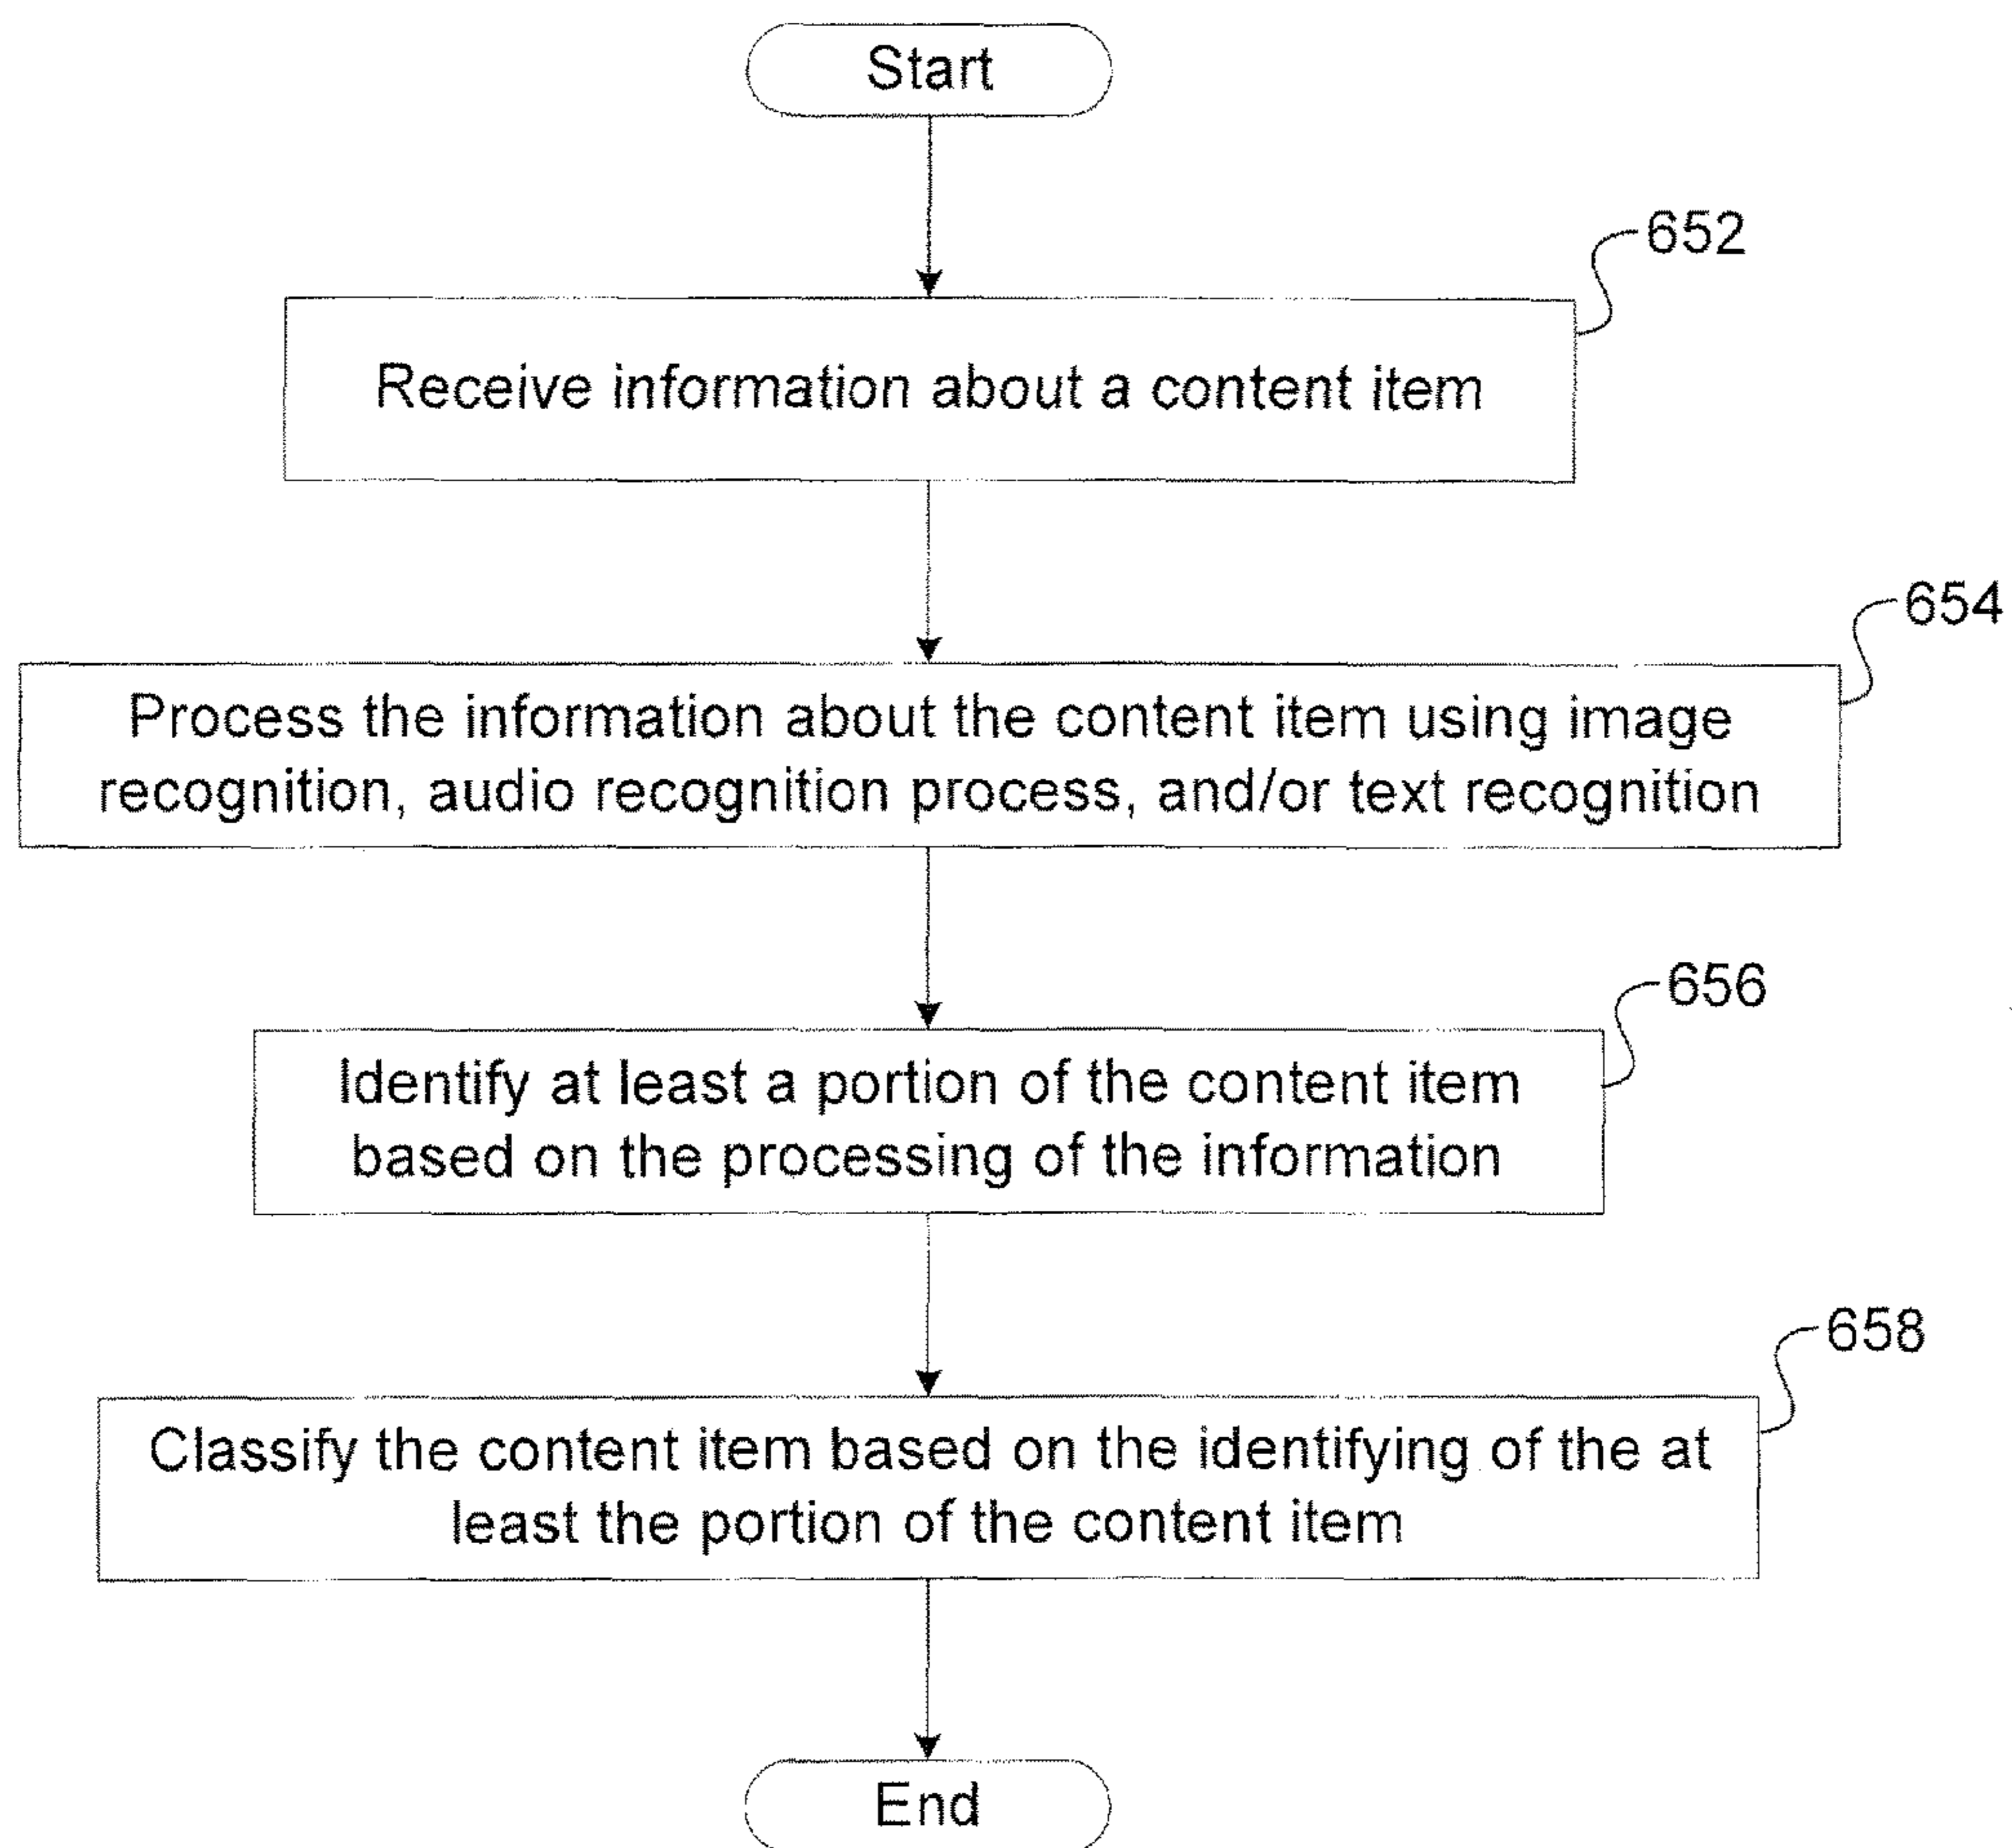 Start
652
Receive information about a content item
654
Process the information about the content item using image
recognition, audio recognition process, and/or text recognition
656
Identify at least a portion of the content item
based on the processing of the information
658
Classify the content item based on the identifying of the at
least the portion of the content item
End